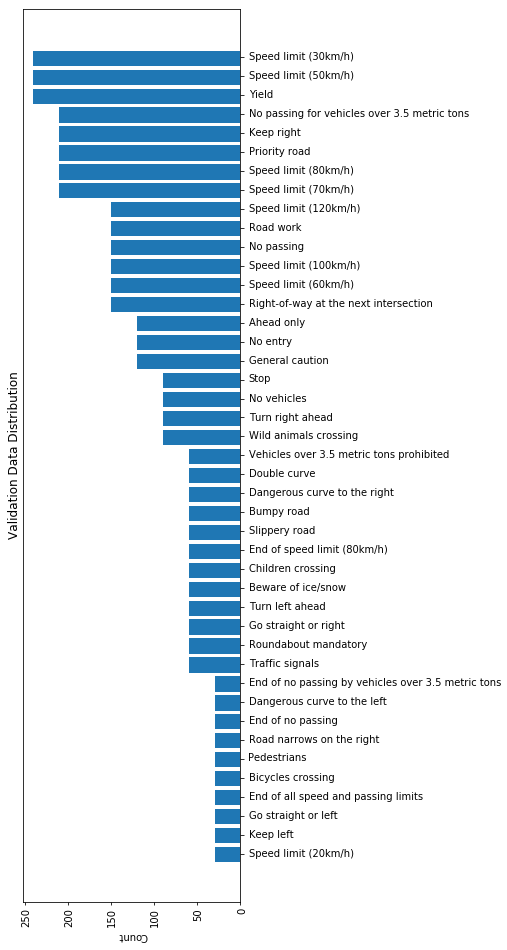 Validation Data Distribution
Speed limit (30km/h)
Speed limit (50km/h)
Yield
No passing for vehicles over 3.5 metric tons
Keep right
Priority road
Speed limit (80km/h)
Speed limit (70km/h)
Speed limit (120km/h)
Road work
No passing
Speed limit (100km/h)
Speed limit (60km/h)
Right-of-way at the next intersection
Ahead only
No entry
General caution
Stop
No vehicles
Turn right ahead
Wild animals crossing
Vehicles over 3.5 metric tons prohibited
Double curve
Dangerous curve to the right
Bumpy road
Slippery road
End of speed limit (80km/h)
Children crossing
Beware of ice/snow
Turn left ahead
Go straight or right
Roundabout mandatory
Traffic signals
End of no passing by vehicles over 3.5 metric tons
Dangerous curve to the left
End of no passing
Road narrows on the right
Pedestrians
Bicycles crossing
End of all speed and passing limits
Go straight or left
Keep left
Speed limit (20km/h)
250
200
150
100
50
0
Count